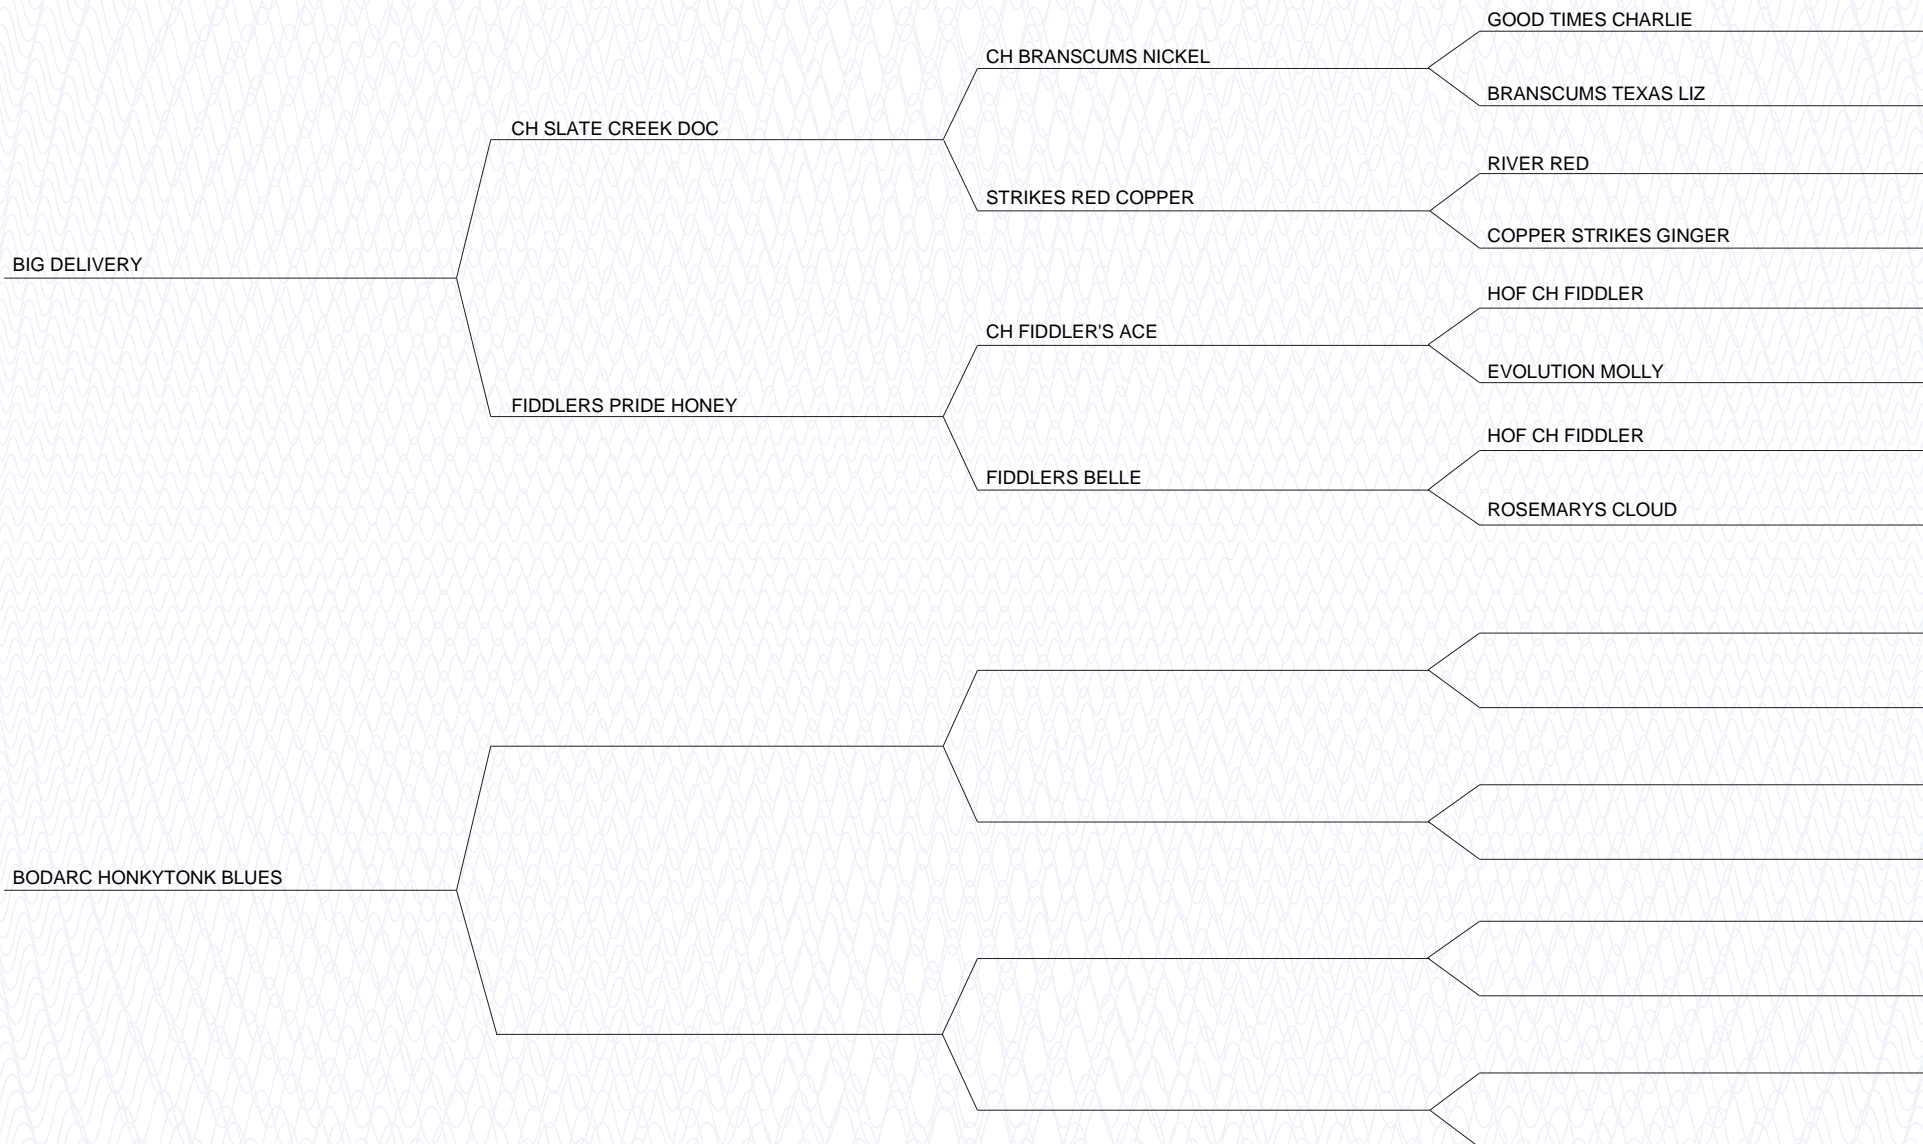 GOOD TIMES CHARLIE
CH BRANSCUMS NICKEL
BRANSCUMS TEXAS LIZ
CH SLATE CREEK DOC
RIVER RED
STRIKES RED COPPER
COPPER STRIKES GINGER
BIG DELIVERY
HOF CH FIDDLER
CH FIDDLER'S ACE
EVOLUTION MOLLY
FIDDLERS PRIDE HONEY
HOF CH FIDDLER
FIDDLERS BELLE
ROSEMARYS CLOUD
BODARC HONKYTONK BLUES